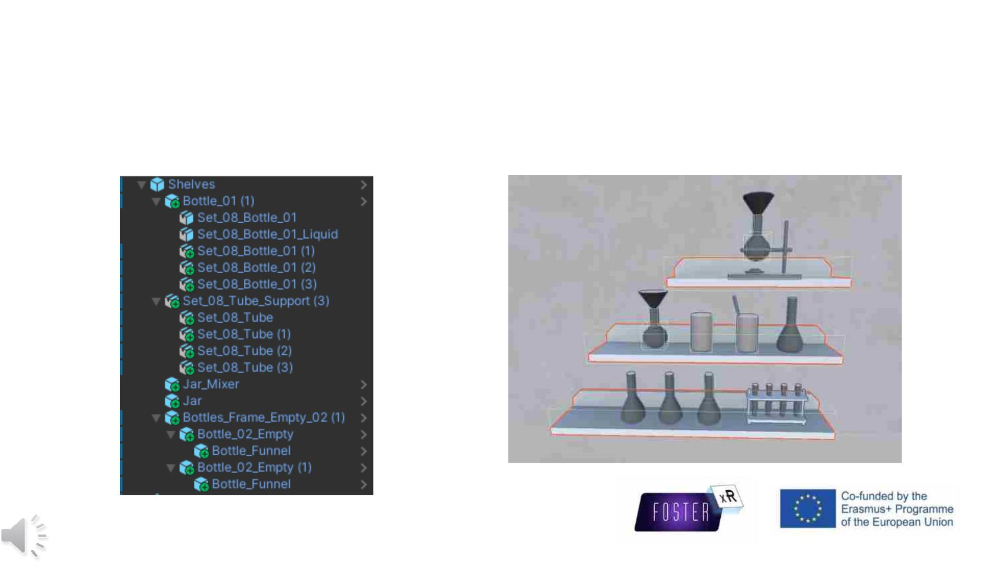 Shelves
Bottle_01 (1)
Set_08_Bottle_01
Set_08_Bottle_01_Liquid
Set_08_Bottle_01 (1)
Set_08_Bottle_01 (2)
Set_08_Bottle_01 (3)
Set_08_Tube_Support (3)
Set_08_Tube
Set_08_Tube (1)
Set_08_Tube (2)
Set_08_Tube (3)
Jar_Mixer
Jar
Bottles_Frame_Empty_02 (1)
Bottle_02_Empty
Bottle_Funnel
Bottle_02_Empty (1)
Bottle_Funnel
FOSTER xR
Co-funded by the
Erasmus+ Programme
of the European Union